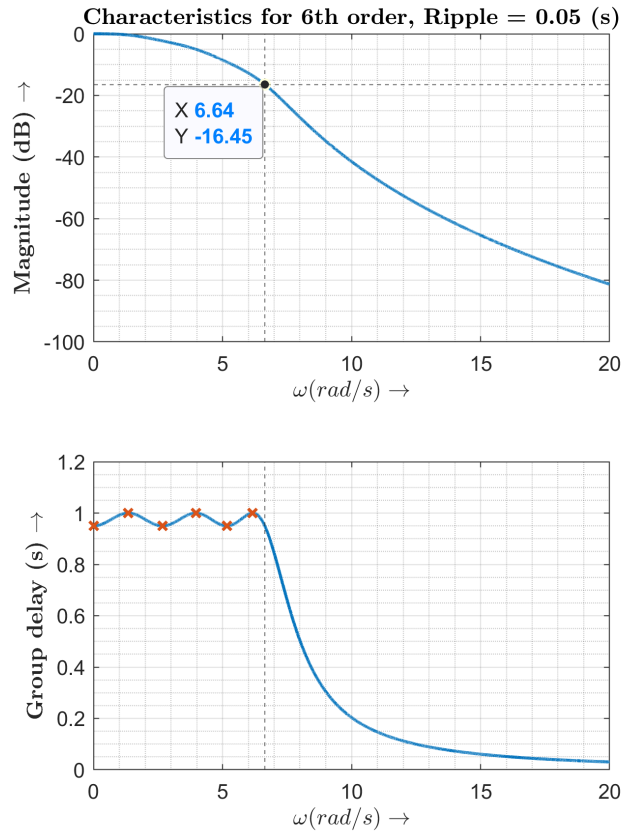 Characteristics for 6th order, Ripple = 0.05 (s)
0
-20
-40
-60
-80
-100
Magnitude (dB) →
X 6.64
Y -16.45
0 5 10 15 20
ω(rad/s) →
1.2
1
0.8
0.6
0.4
0.2
0
Group delay (s) →
0 5 10 15 20
ω(rad/s) →